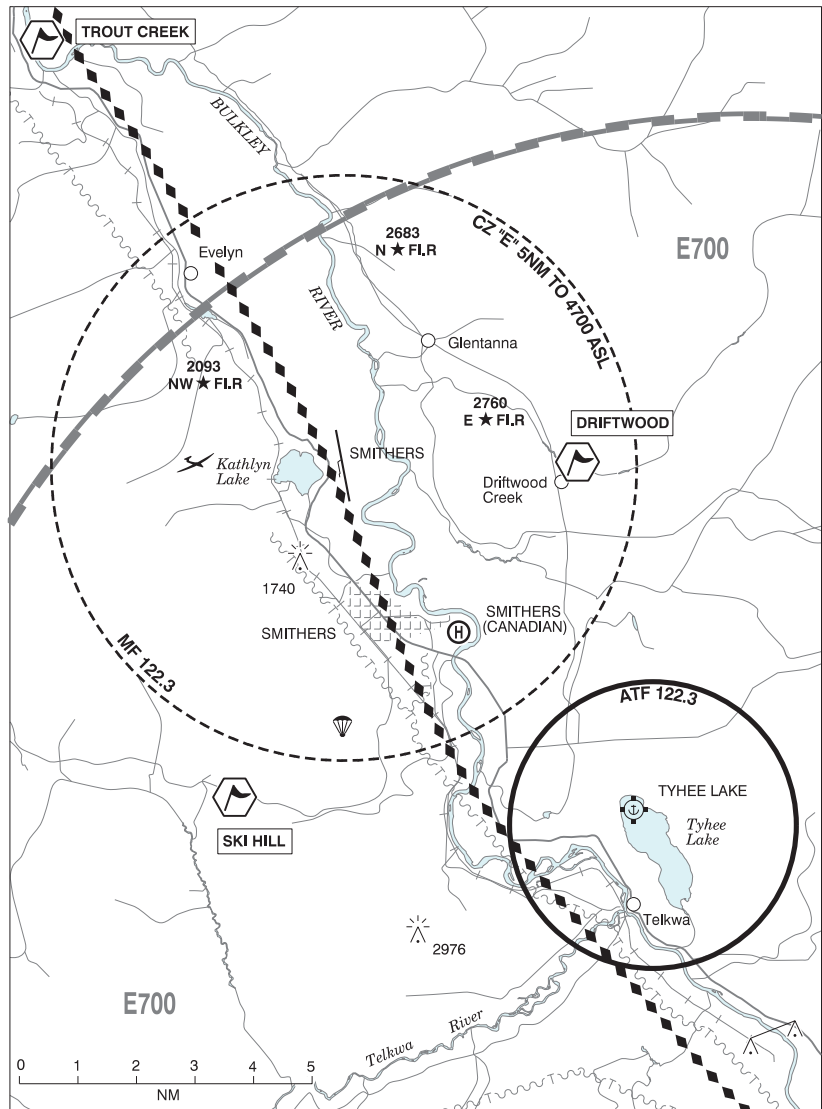 TROUT CREEK
BULKLEY
RIVER
CZ "E" 5NM TO 4700 ASL
E700
2683
N ★ Fl.R
Evelyn
Glentanna
2093
NW ★ Fl.R
2760
E ★ Fl.R
DRIFTWOOD
SMITHERS
Kathlyn
Lake
Driftwood
Creek
1740
SMITHERS
H
SMITHERS
(CANADIAN)
MF 122.3
ATF 122.3
TYHEE LAKE
Tyhee
Lake
SKI HILL
Telkwa
2976
E700
Telkwa River
0 1 2 3 4 5
NM